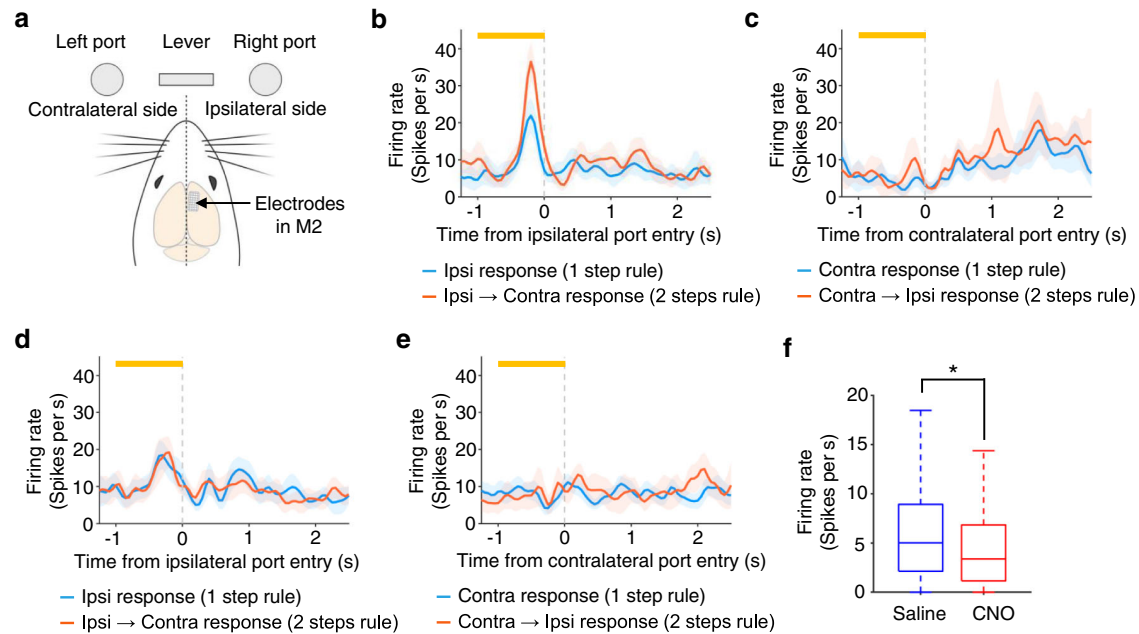 a
Left port Lever Right port
Contralateral side Ipsilateral side
Electrodes
in M2
b
Firing rate
(Spikes per s)
40
30
20
10
0
-1 0 1 2
Time from ipsilateral port entry (s)
Ipsi response (1 step rule)
Ipsi → Contra response (2 steps rule)
c
Firing rate
(Spikes per s)
40
30
20
10
0
-1 0 1 2
Time from contralateral port entry (s)
Contra response (1 step rule)
Contra → Ipsi response (2 steps rule)
d
Firing rate
(Spikes per s)
40
30
20
10
0
-1 0 1 2
Time from ipsilateral port entry (s)
Ipsi response (1 step rule)
Ipsi → Contra response (2 steps rule)
e
Firing rate
(Spikes per s)
40
30
20
10
0
-1 0 1 2
Time from contralateral port entry (s)
Contra response (1 step rule)
Contra → Ipsi response (2 steps rule)
f
*
Firing rate
(Spikes per s)
20
15
10
5
0
Saline CNO